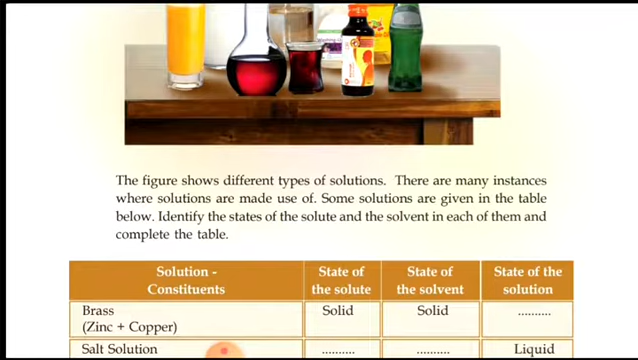 The figure shows different types of solutions. There are many instances
where solutions are made use of. Some solutions are given in the table
below. Identify the states of the solute and the solvent in each of them and
complete the table.
Solution -
Constituents
State of
the solute
State of
the solvent
State of the
solution
Brass
(Zinc + Copper)
Solid
Solid
..........
Salt Solution
..........
..........
Liquid